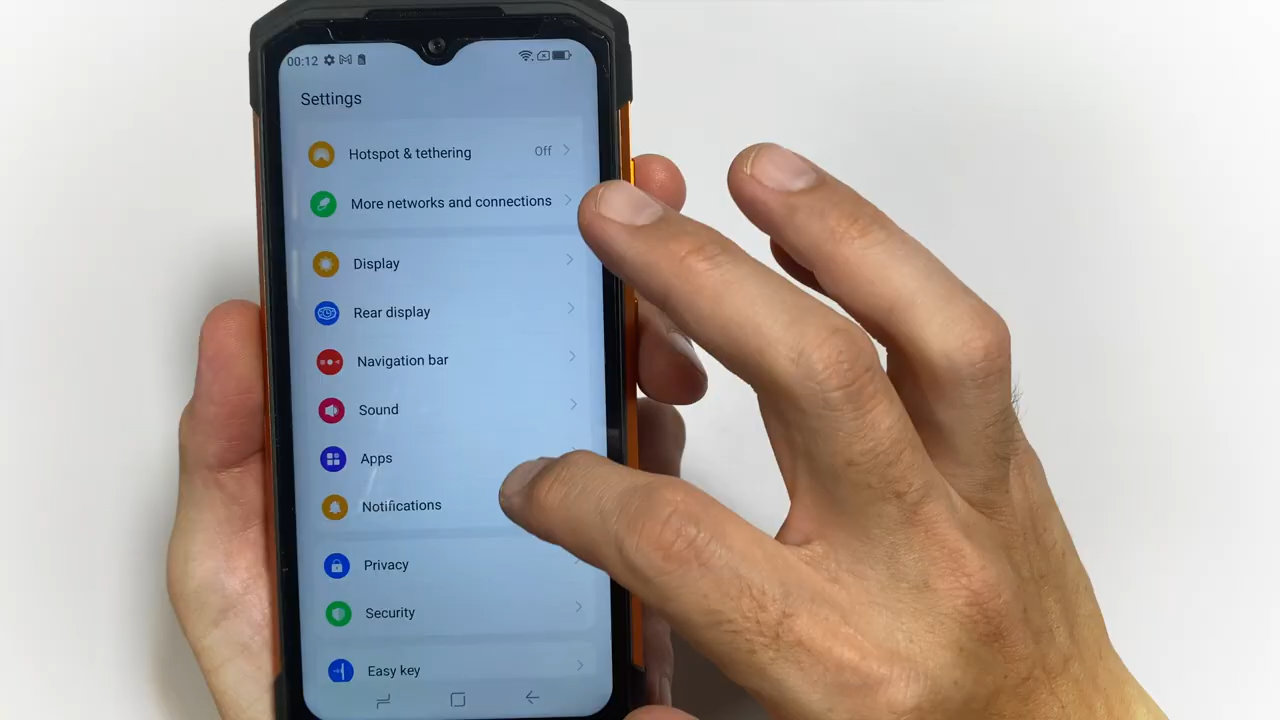 00:12
Settings
Hotspot & tethering Off
More networks and connections
Display
Rear display
Navigation bar
Sound
Apps
Notifications
Privacy
Security
Easy key